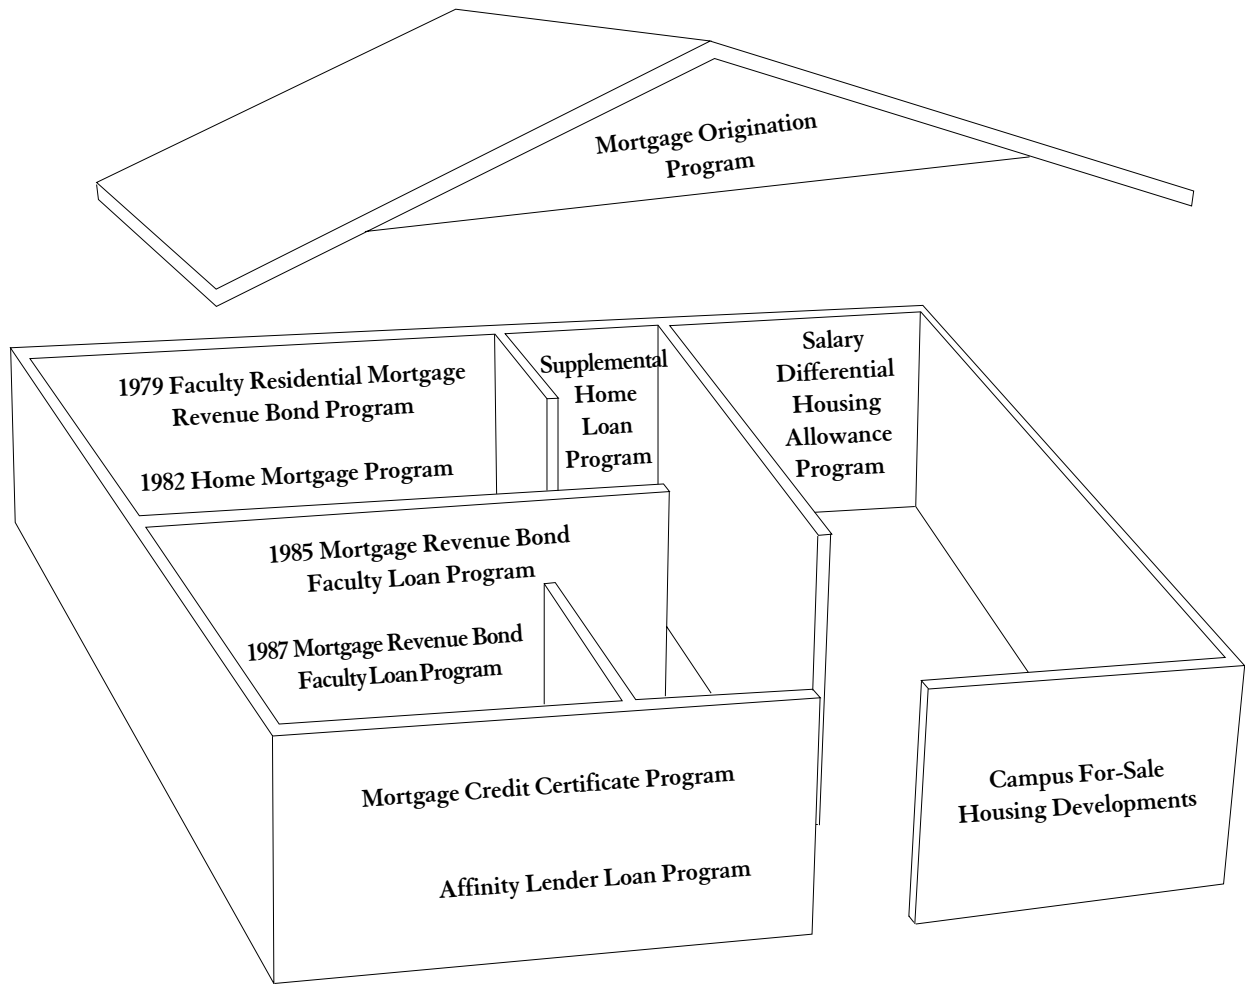 Mortgage Origination
Program
1979 Faculty Residential Mortgage
Revenue Bond Program
1982 Home Mortgage Program
Supplemental
Home
Loan
Program
Salary
Differential
Housing
Allowance
Program
1985 Mortgage Revenue Bond
Faculty Loan Program
1987 Mortgage Revenue Bond
Faculty Loan Program
Mortgage Credit Certificate Program
Affinity Lender Loan Program
Campus For-Sale
Housing Developments